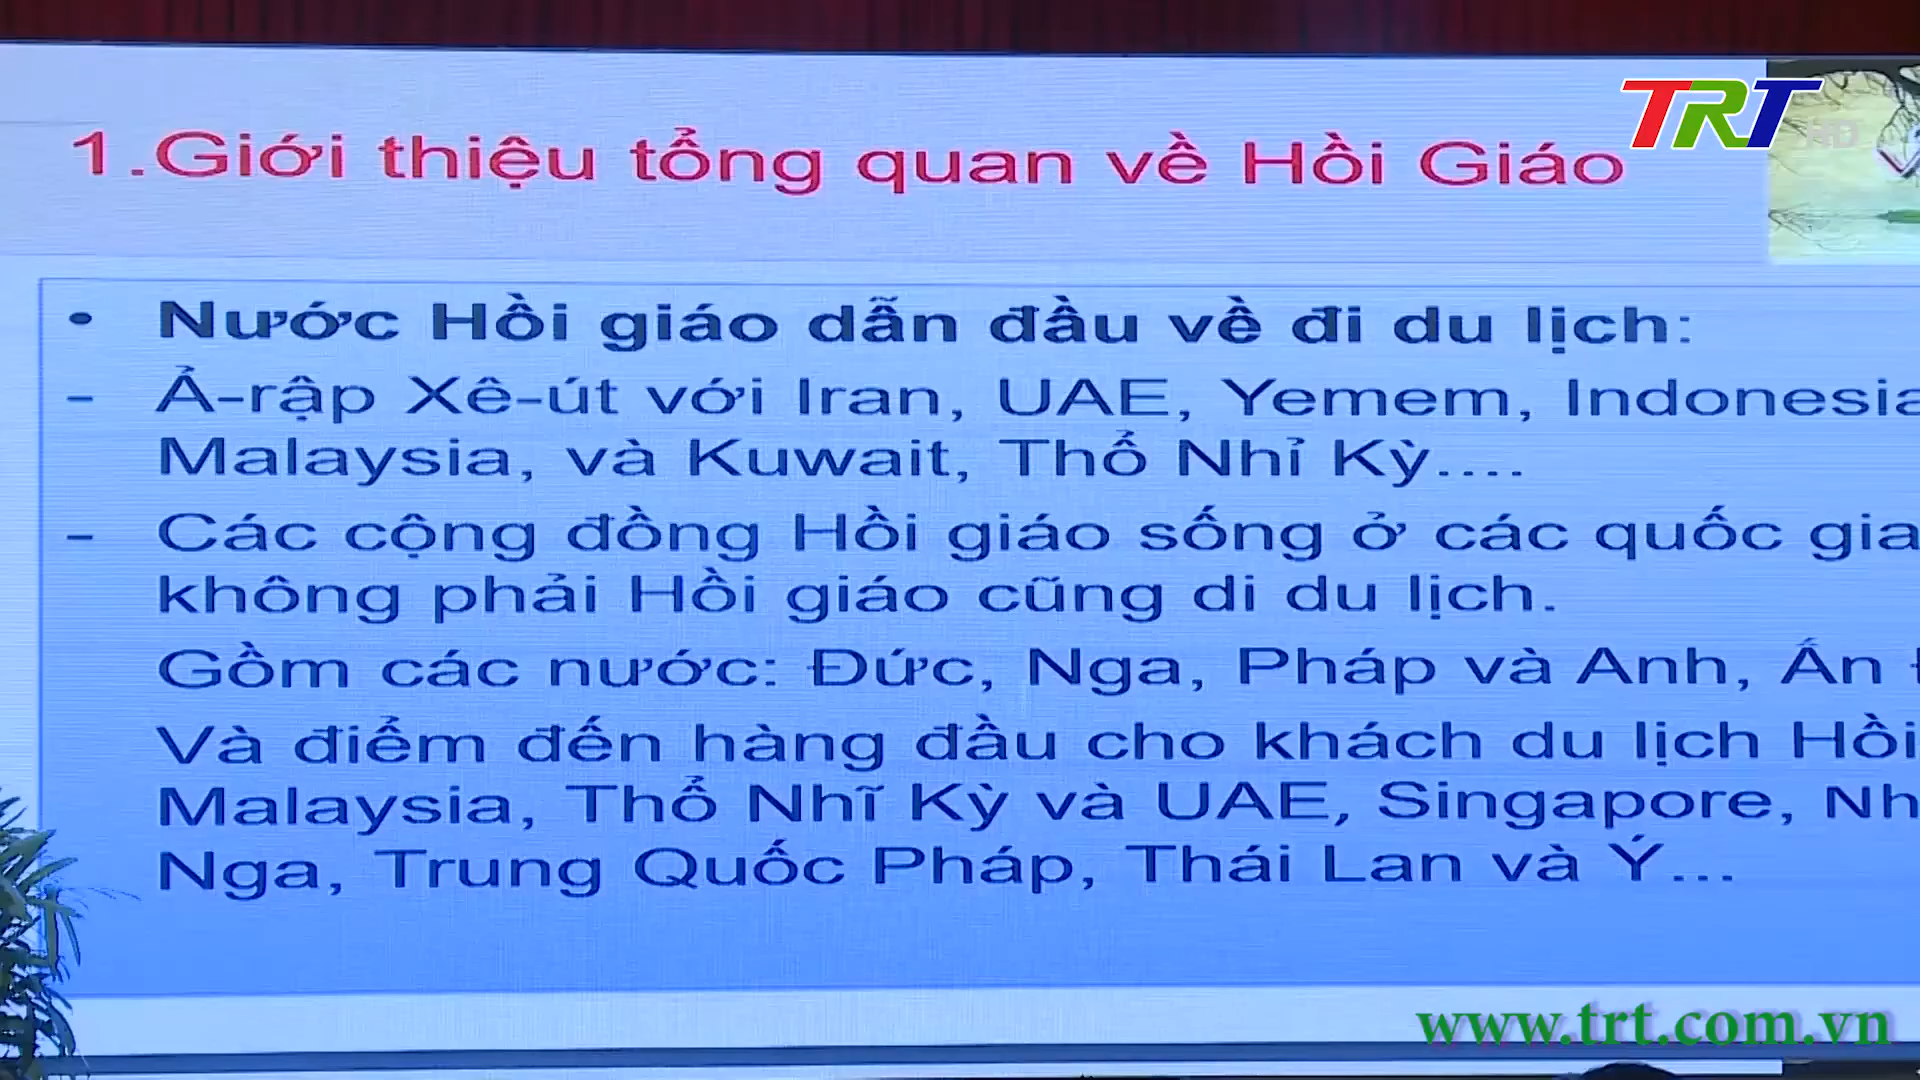 TRT HD
1.Giới thiệu tổng quan về Hồi Giáo
• Nước Hồi giáo dẫn đầu về đi du lịch:
- Ả-rập Xê-út với Iran, UAE, Yemem, Indonesia
Malaysia, và Kuwait, Thổ Nhỉ Kỳ....
- Các cộng đồng Hồi giáo sống ở các quốc gia
không phải Hồi giáo cũng di du lịch.
Gồm các nước: Đức, Nga, Pháp và Anh, Ấn
Và điểm đến hàng đầu cho khách du lịch Hồi
Malaysia, Thổ Nhĩ Kỳ và UAE, Singapore,
Nga, Trung Quốc Pháp, Thái Lan và Ý...
www.trt.com.vn